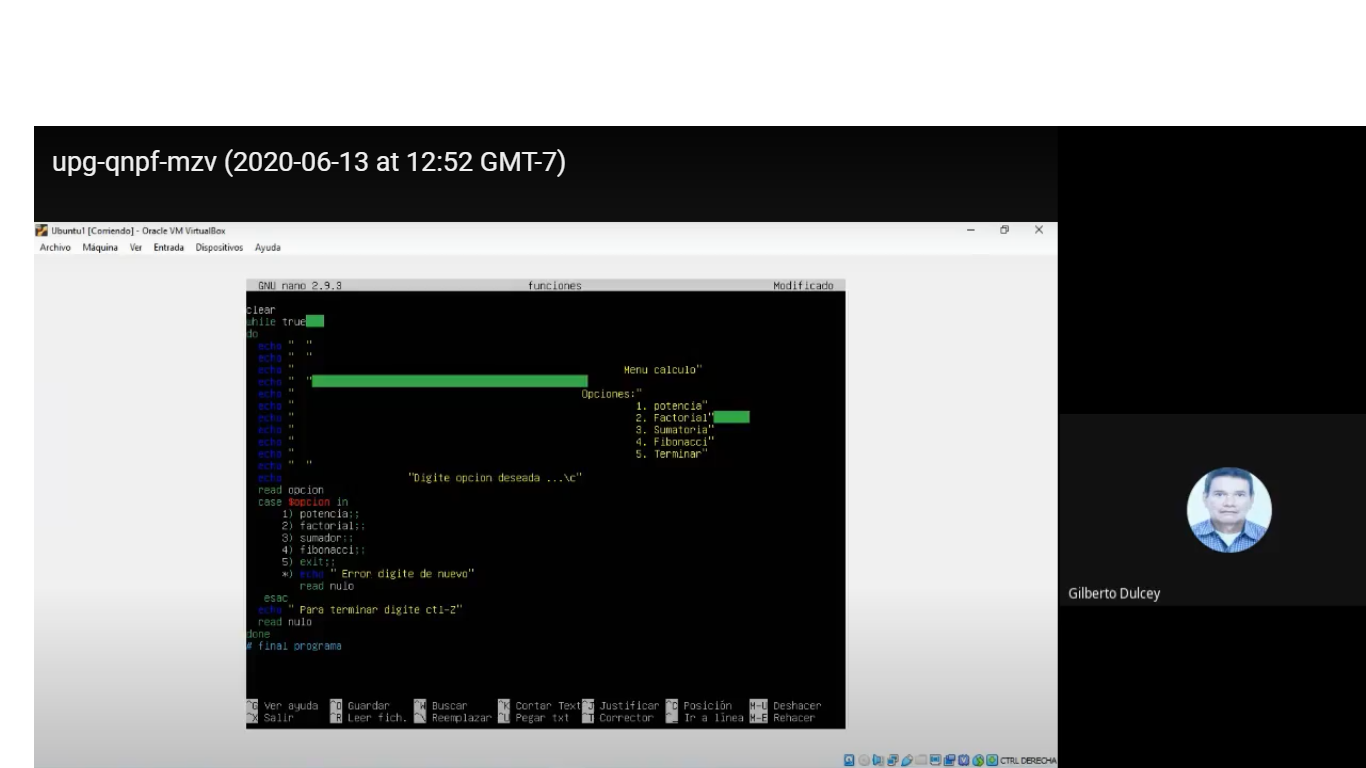 upg-qnpf-mzv (2020-06-13 at 12:52 GMT-7)
Ubuntu1 [Corriendo] - Oracle VM VirtualBox
Archivo Máquina Ver Entrada Dispositivos Ayuda
GNU nano 2.9.3 funciones Modificado
clear
while true
do
echo " "
echo " "
echo " Menu calculo"
echo " "
echo " Opciones:"
echo " 1. potencia"
echo " 2. Factorial"
echo " 3. Sumatoria"
echo " 4. Fibonacci"
echo " 5. Terminar"
echo " "
echo "Digite opcion deseada ...\c"
read opcion
case $opcion in
1) potencia;;
2) factorial;;
3) sumador;;
4) fibonacci;;
5) exit;;
*) echo " Error digite de nuevo"
read nulo
esac
echo " Para terminar digite ctl-Z"
read nulo
done
# final programa
^G Ver ayuda ^O Guardar ^W Buscar ^K Cortar Text ^J Justificar ^C Posición M-U Deshacer
^X Salir ^R Leer fich. ^\ Reemplazar ^U Pegar txt ^T Corrector ^_ Ir a línea M-E Rehacer
CTRL DERECHA
Gilberto Dulcey